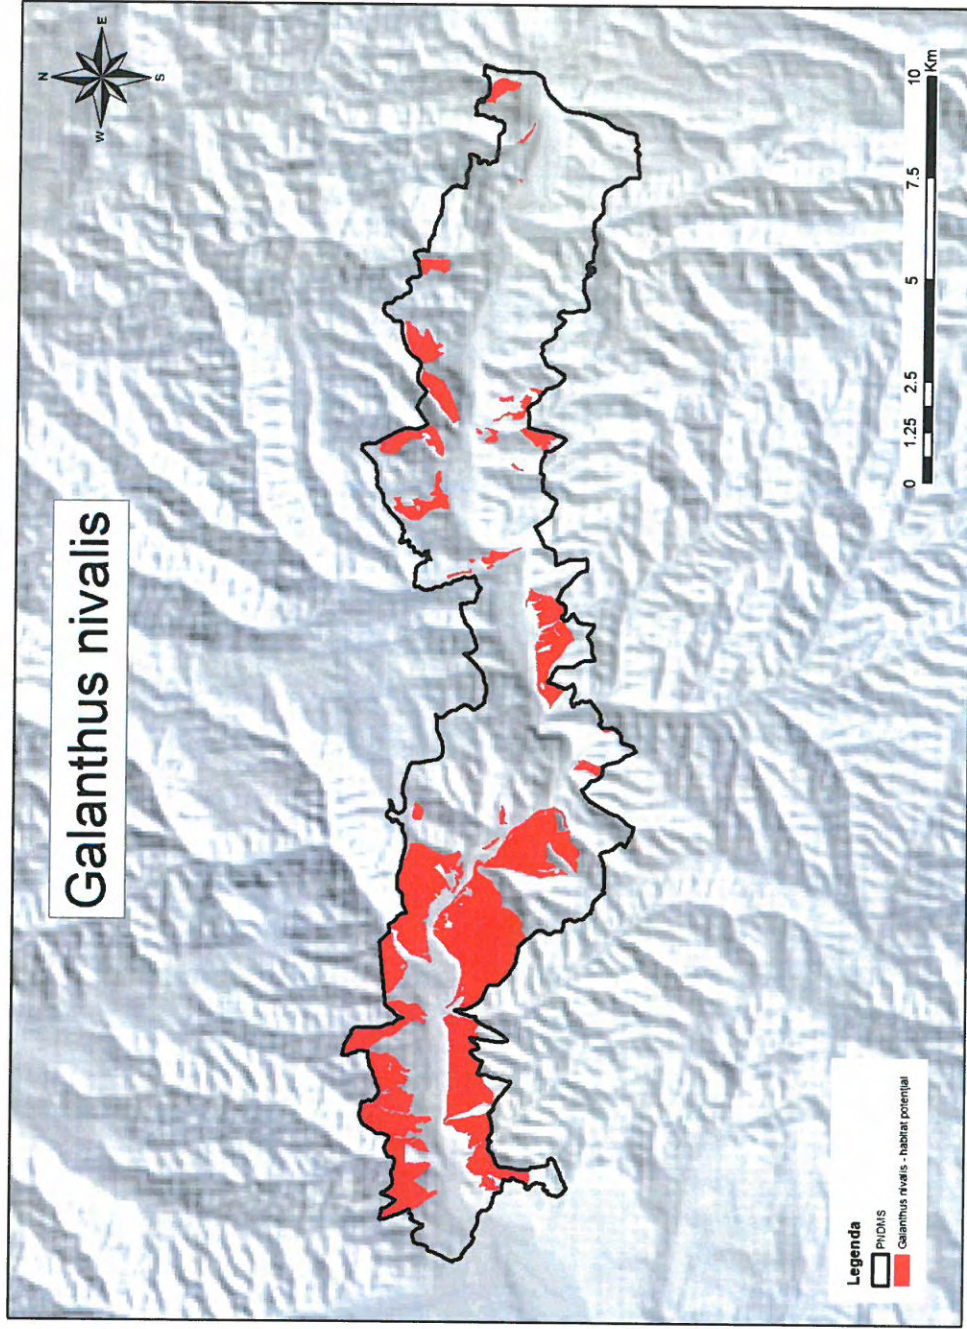 Galanthus nivalis
N
W
E
S
0 1.25 2.5 5 7.5 10
Km
Legenda
PNDMS
Galanthus nivalis - habitat potențial